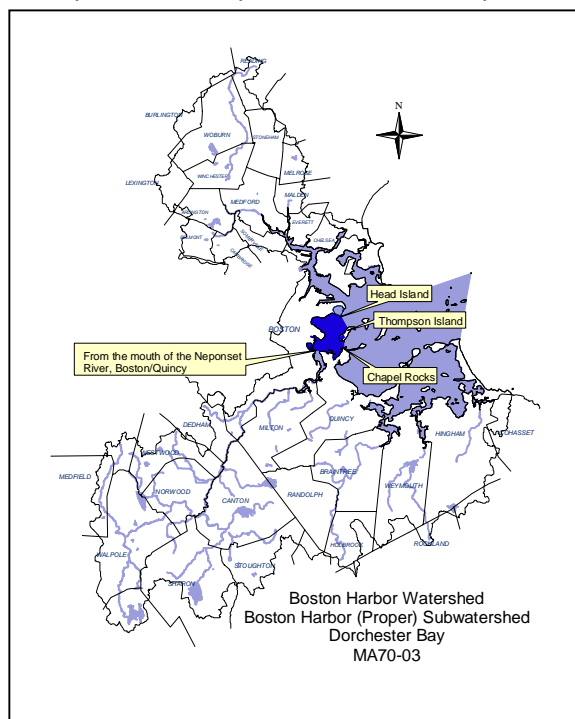 READING
BURLINGTON
WOBURN
STONEHAM
WINCHESTER
MELROSE
LEXINGTON
MEDFORD
MALDEN
ARLINGTON
EVERETT
BELMONT
SOMERVILLE
CHELSEA
CAMBRIDGE
N
Head Island
BOSTON
Thompson Island
From the mouth of the Neponset
River, Boston/Quincy
Chapel Rocks
DEDHAM
MILTON
QUINCY
HINGHAM
COHASSET
WESTWOOD
MEDFIELD
NORWOOD
CANTON
RANDOLPH
BRAINTREE
WEYMOUTH
WALPOLE
STOUGHTON
HOLBROOK
ROCKLAND
SHARON
Boston Harbor Watershed
Boston Harbor (Proper) Subwatershed
Dorchester Bay
MA70-03